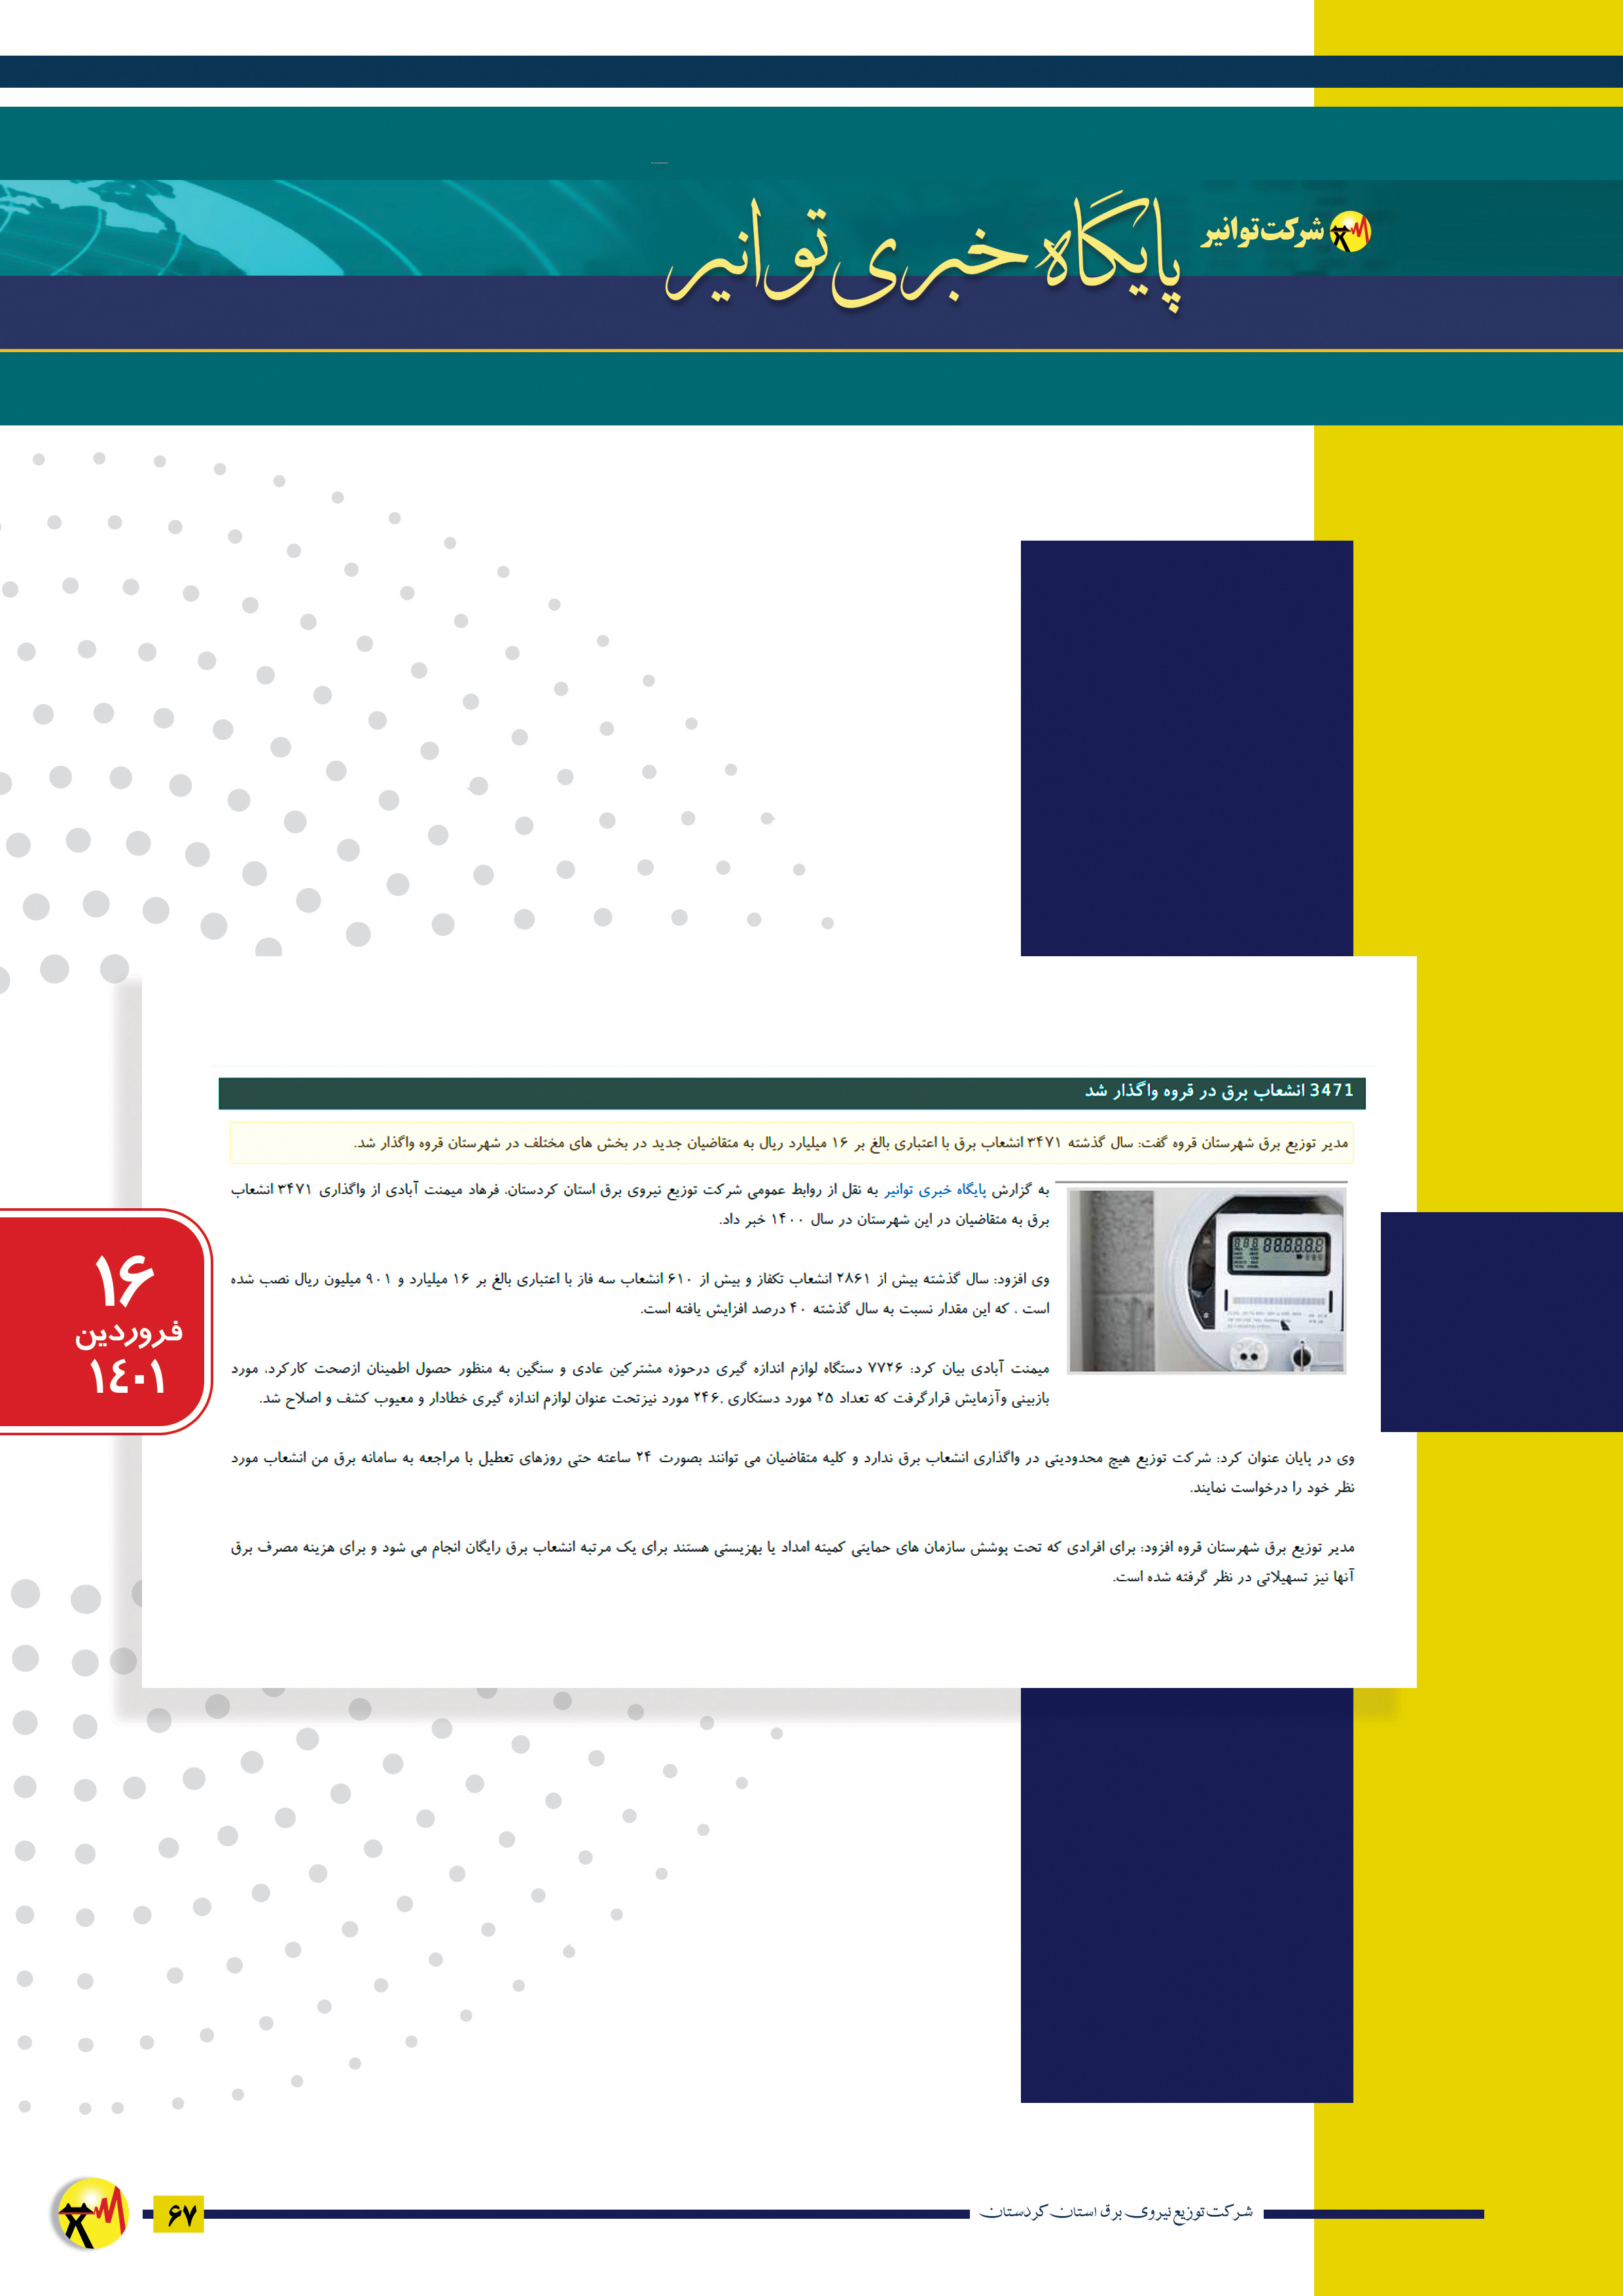 شرکت توانیر
پایگاه خبری توانیر
3471 انشعاب برق در قروه واگذار شد
مدیر توزیع برق شهرستان قروه گفت: سال گذشته ۳۴۷۱ انشعاب برق با اعتباری بالغ بر ۱۶ میلیارد ریال به متقاضیان جدید در بخش های مختلف در شهرستان قروه واگذار شد.
به گزارش پایگاه خبری توانیر به نقل از روابط عمومی شرکت توزیع نیروی برق استان کردستان، فرهاد میمنت آبادی از واگذاری ۳۴۷۱ انشعاب
برق به متقاضیان در این شهرستان در سال ۱۴۰۰ خبر داد.
وی افزود: سال گذشته بیش از ۲۸۶۱ انشعاب تکفاز و بیش از ۶۱۰ انشعاب سه فاز با اعتباری بالغ بر ۱۶ میلیارد و ۹۰۱ میلیون ریال نصب شده
است ، که این مقدار نسبت به سال گذشته ۴۰ درصد افزایش یافته است.
میمنت آبادی بیان کرد: ۷۷۲۶ دستگاه لوازم اندازه گیری درحوزه مشترکین عادی و سنگین به منظور حصول اطمینان ازصحت کارکرد، مورد
بازبینی وآزمایش قرارگرفت که تعداد ۲۵ مورد دستکاری ,۲۴۶ مورد نیزتحت عنوان لوازم اندازه گیری خطادار و معیوب کشف و اصلاح شد.
وی در پایان عنوان کرد: شرکت توزیع هیچ محدودیتی در واگذاری انشعاب برق ندارد و کلیه متقاضیان می توانند بصورت ۲۴ ساعته حتی روزهای تعطیل با مراجعه به سامانه برق من انشعاب مورد
نظر خود را درخواست نمایند.
مدیر توزیع برق شهرستان قروه افزود: برای افرادی که تحت پوشش سازمان های حمایتی کمیته امداد یا بهزیستی هستند برای یک مرتبه انشعاب برق رایگان انجام می شود و برای هزینه مصرف برق
آنها نیز تسهیلاتی در نظر گرفته شده است.
۱۶
فروردین
۱٤۰۱
شرکت توزیع نیروی برق استان کردستان
۶۷